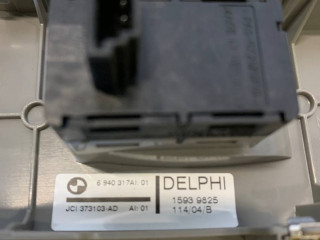 6 940 317AI 01
JCI 373103-AD AI: 01
DELPHI
1593 9825
114/04/B